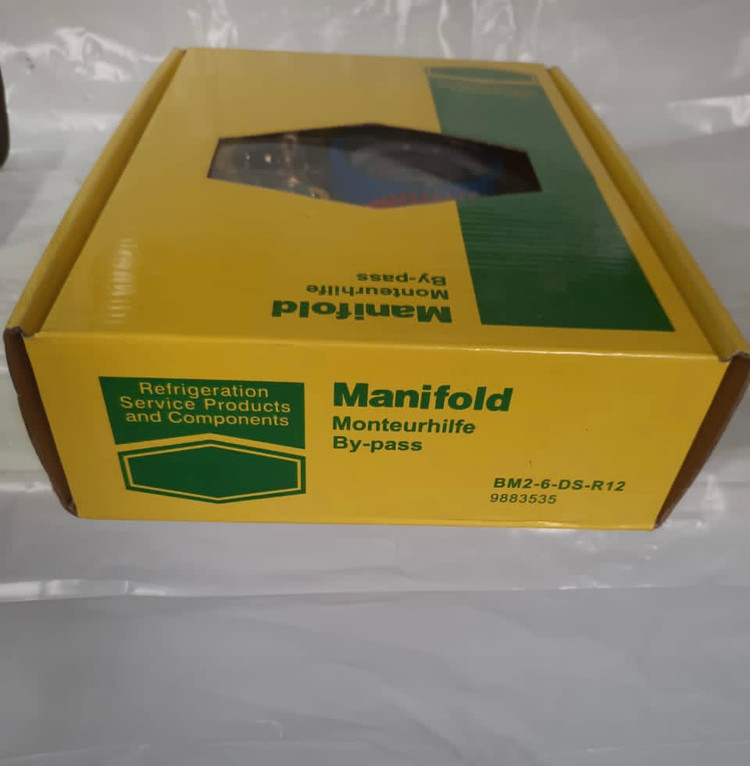 By-pass
Monteurhilfe
Manifold
Refrigeration
Service Products
and Components
Manifold
Monteurhilfe
By-pass
BM2-6-DS-R12
9883535